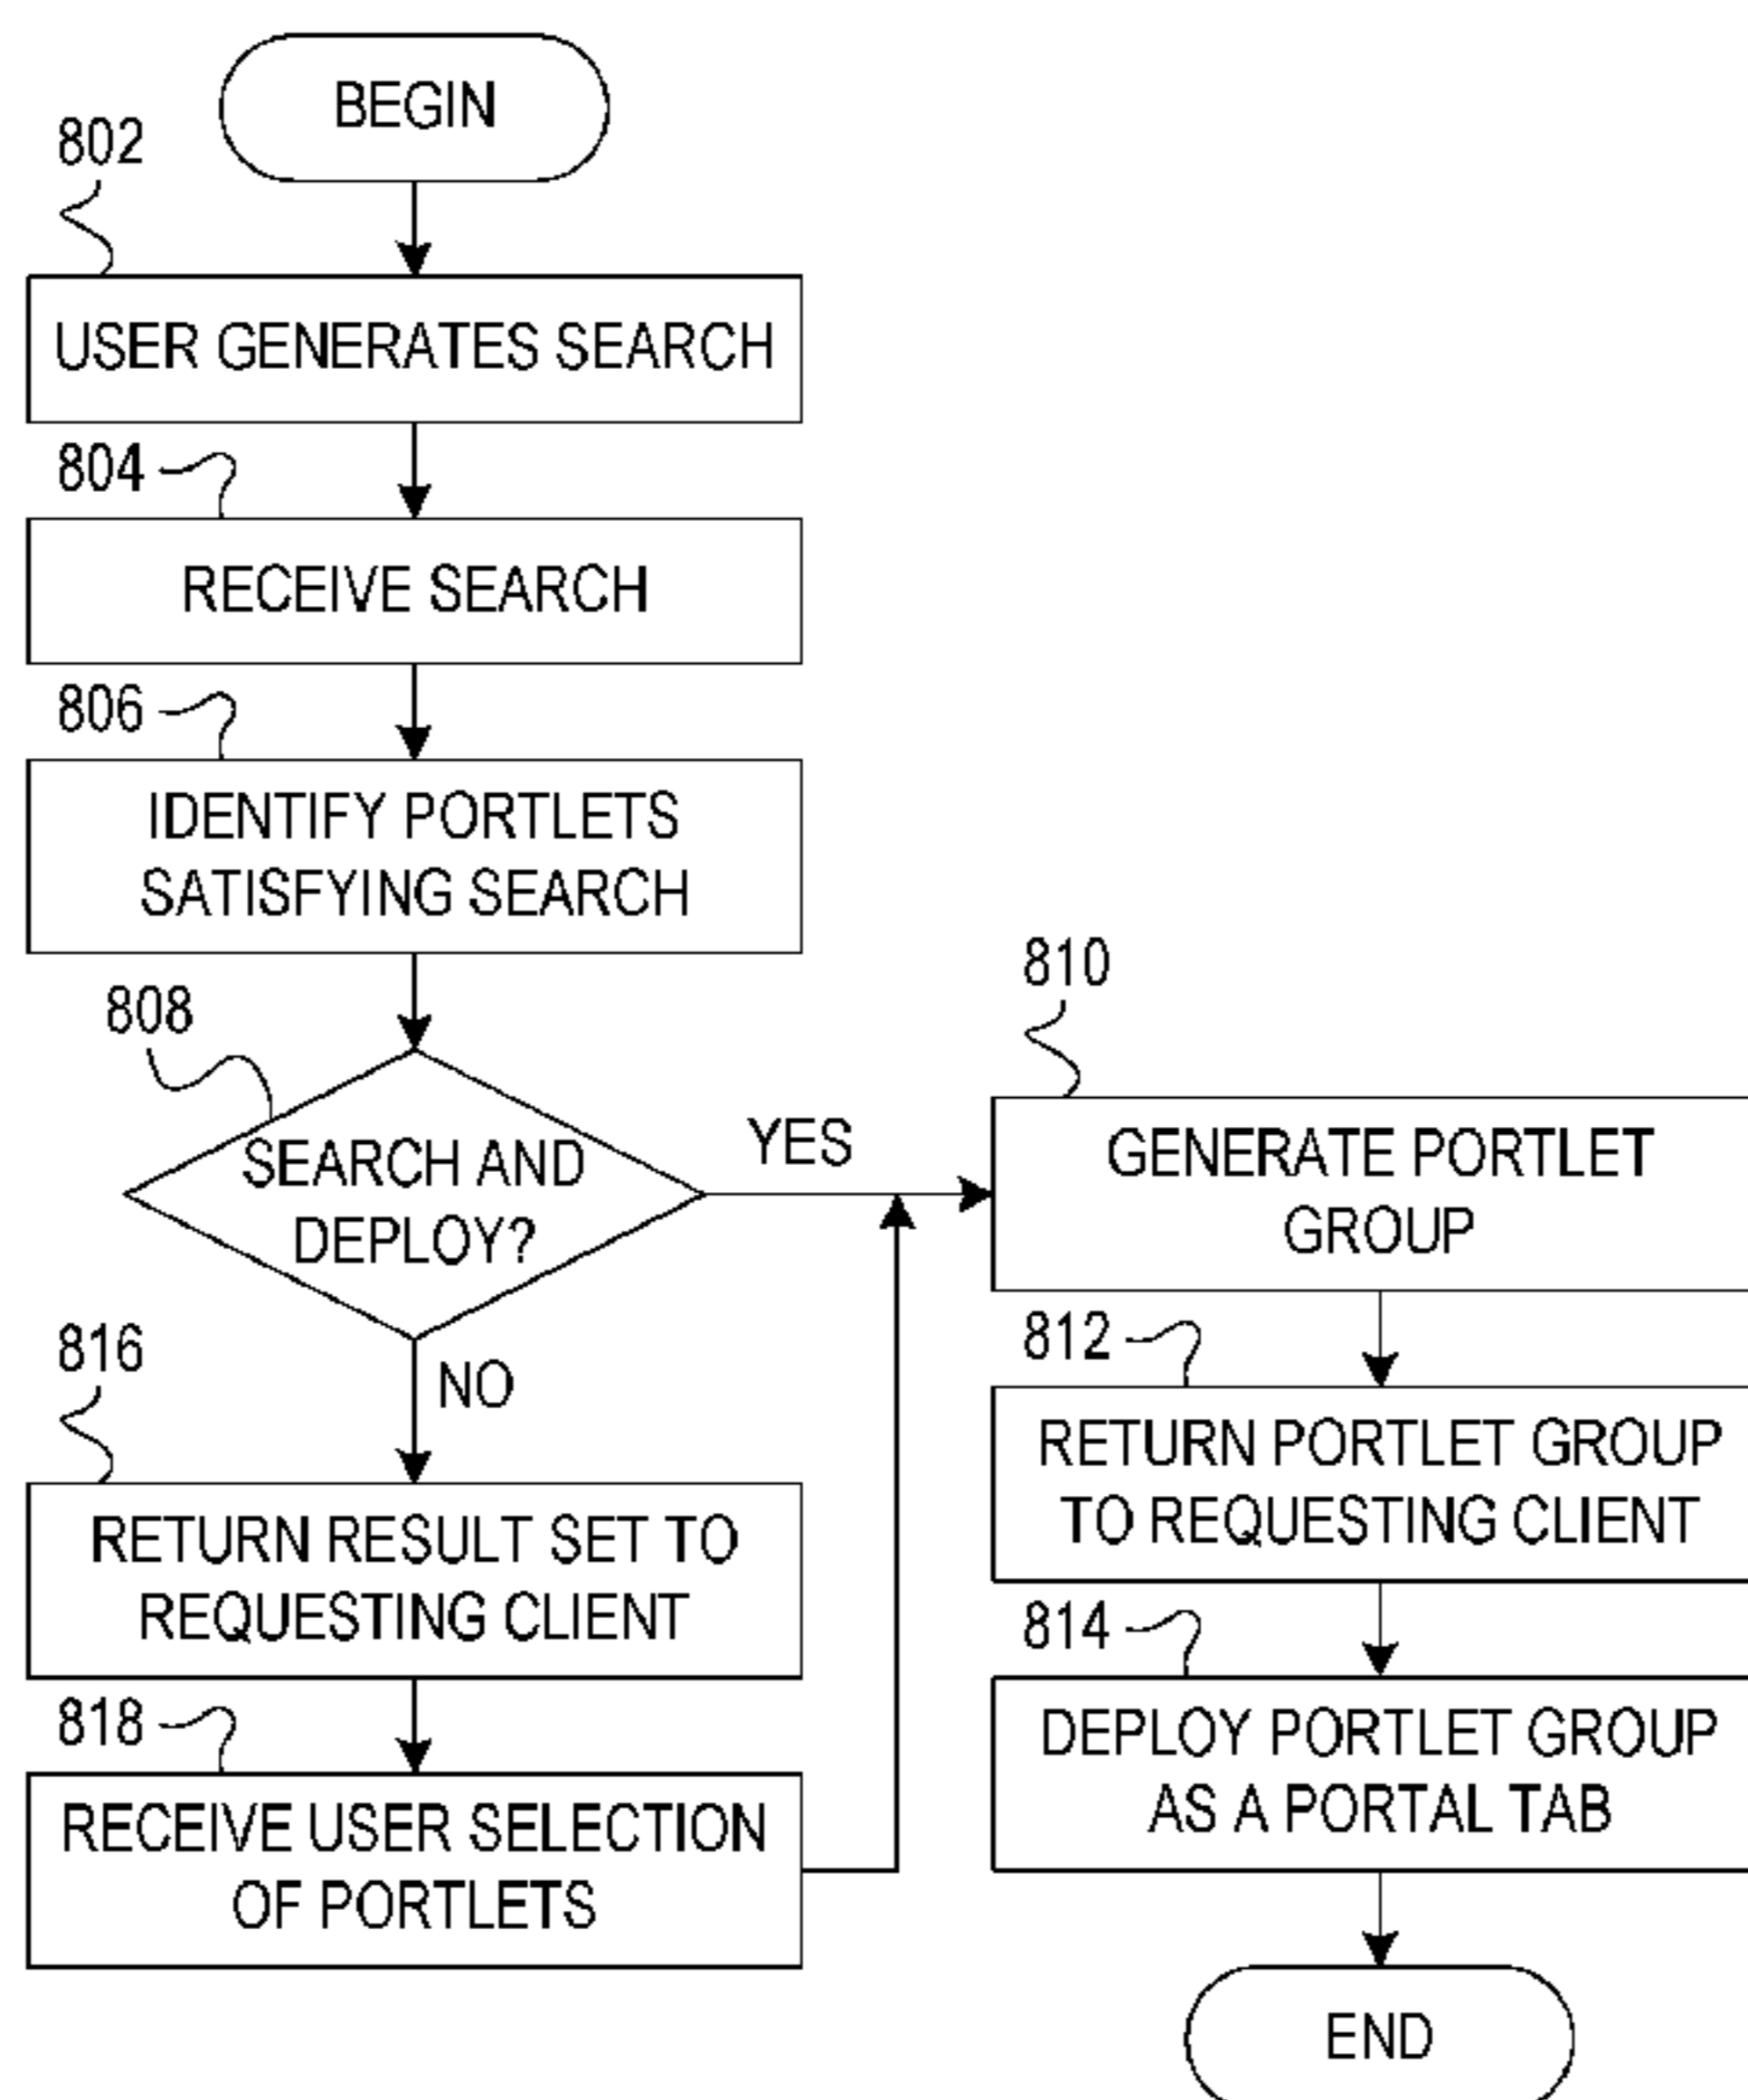 BEGIN
802
USER GENERATES SEARCH
804
RECEIVE SEARCH
806
IDENTIFY PORTLETS
SATISFYING SEARCH
808
SEARCH AND
DEPLOY?
YES
NO
816
RETURN RESULT SET TO
REQUESTING CLIENT
818
RECEIVE USER SELECTION
OF PORTLETS
810
GENERATE PORTLET
GROUP
812
RETURN PORTLET GROUP
TO REQUESTING CLIENT
814
DEPLOY PORTLET GROUP
AS A PORTAL TAB
END